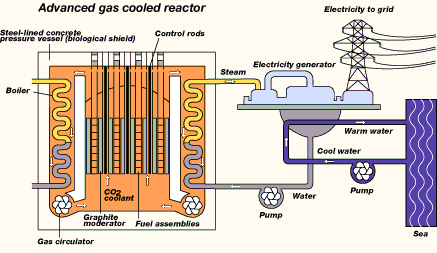 Advanced gas cooled reactor
Electricity to grid
Steel-lined concrete
pressure vessel (biological shield)
Control rods
Steam
Electricity generator
Boiler
Warm water
Cool water
CO2
coolant
Water
Pump
Graphite
moderator
Fuel assemblies
Pump
Sea
Gas circulator